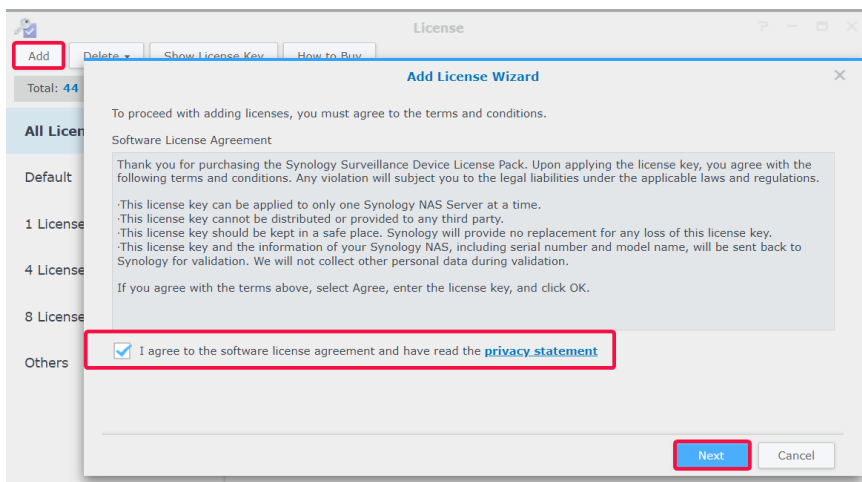 License
Add
Delete
Show License Key
How to Buy
Total: 44
Add License Wizard
All Licen
Default
1 License
4 License
8 License
Others
To proceed with adding licenses, you must agree to the terms and conditions.
Software License Agreement
Thank you for purchasing the Synology Surveillance Device License Pack. Upon applying the license key, you agree with the
following terms and conditions. Any violation will subject you to the legal liabilities under the applicable laws and regulations.
·This license key can be applied to only one Synology NAS Server at a time.
·This license key cannot be distributed or provided to any third party.
·This license key should be kept in a safe place. Synology will provide no replacement for any loss of this license key.
·This license key and the information of your Synology NAS, including serial number and model name, will be sent back to
Synology for validation. We will not collect other personal data during validation.
If you agree with the terms above, select Agree, enter the license key, and click OK.
I agree to the software license agreement and have read the privacy statement
Next
Cancel